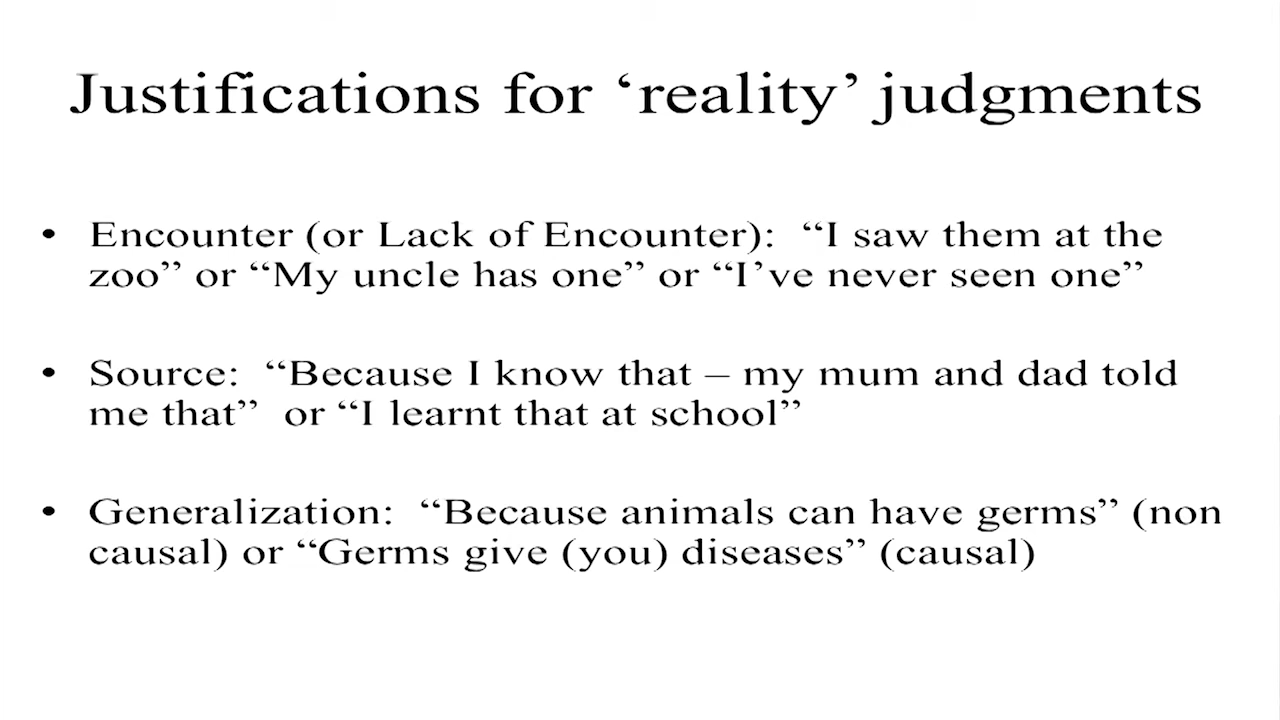 Justifications for ‘reality’ judgments
• Encounter (or Lack of Encounter):  “I saw them at the
zoo” or “My uncle has one” or “I’ve never seen one”
• Source:  “Because I know that – my mum and dad told
me that”  or “I learnt that at school”
• Generalization:  “Because animals can have germs” (non
causal) or “Germs give (you) diseases” (causal)